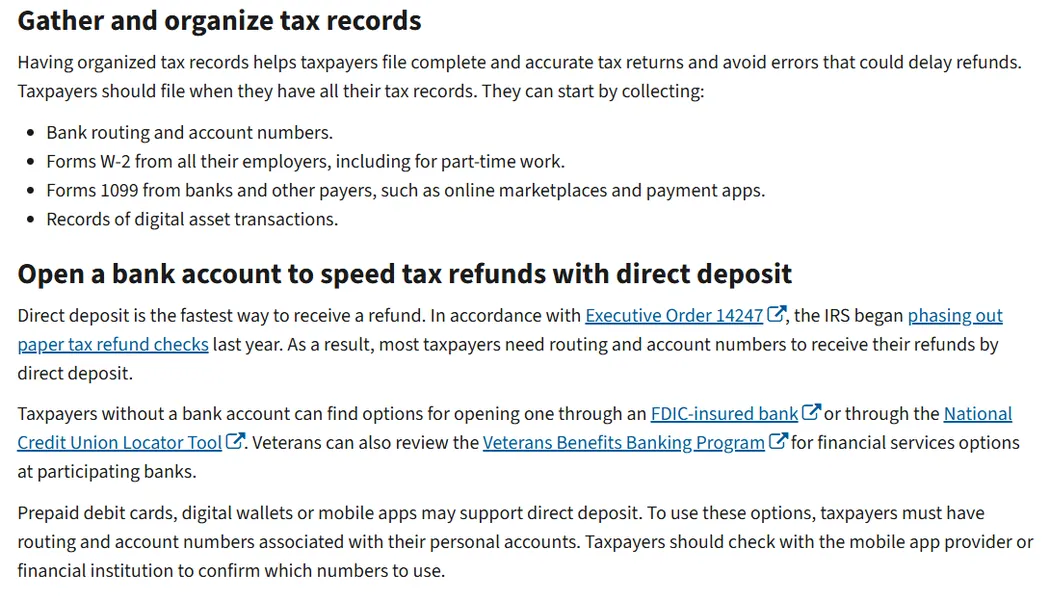 Gather and organize tax records
Having organized tax records helps taxpayers file complete and accurate tax returns and avoid errors that could delay refunds.
Taxpayers should file when they have all their tax records. They can start by collecting:
• Bank routing and account numbers.
• Forms W-2 from all their employers, including for part-time work.
• Forms 1099 from banks and other payers, such as online marketplaces and payment apps.
• Records of digital asset transactions.
Open a bank account to speed tax refunds with direct deposit
Direct deposit is the fastest way to receive a refund. In accordance with Executive Order 14247, the IRS began phasing out
paper tax refund checks last year. As a result, most taxpayers need routing and account numbers to receive their refunds by
direct deposit.
Taxpayers without a bank account can find options for opening one through an FDIC-insured bank or through the National
Credit Union Locator Tool. Veterans can also review the Veterans Benefits Banking Program for financial services options
at participating banks.
Prepaid debit cards, digital wallets or mobile apps may support direct deposit. To use these options, taxpayers must have
routing and account numbers associated with their personal accounts. Taxpayers should check with the mobile app provider or
financial institution to confirm which numbers to use.